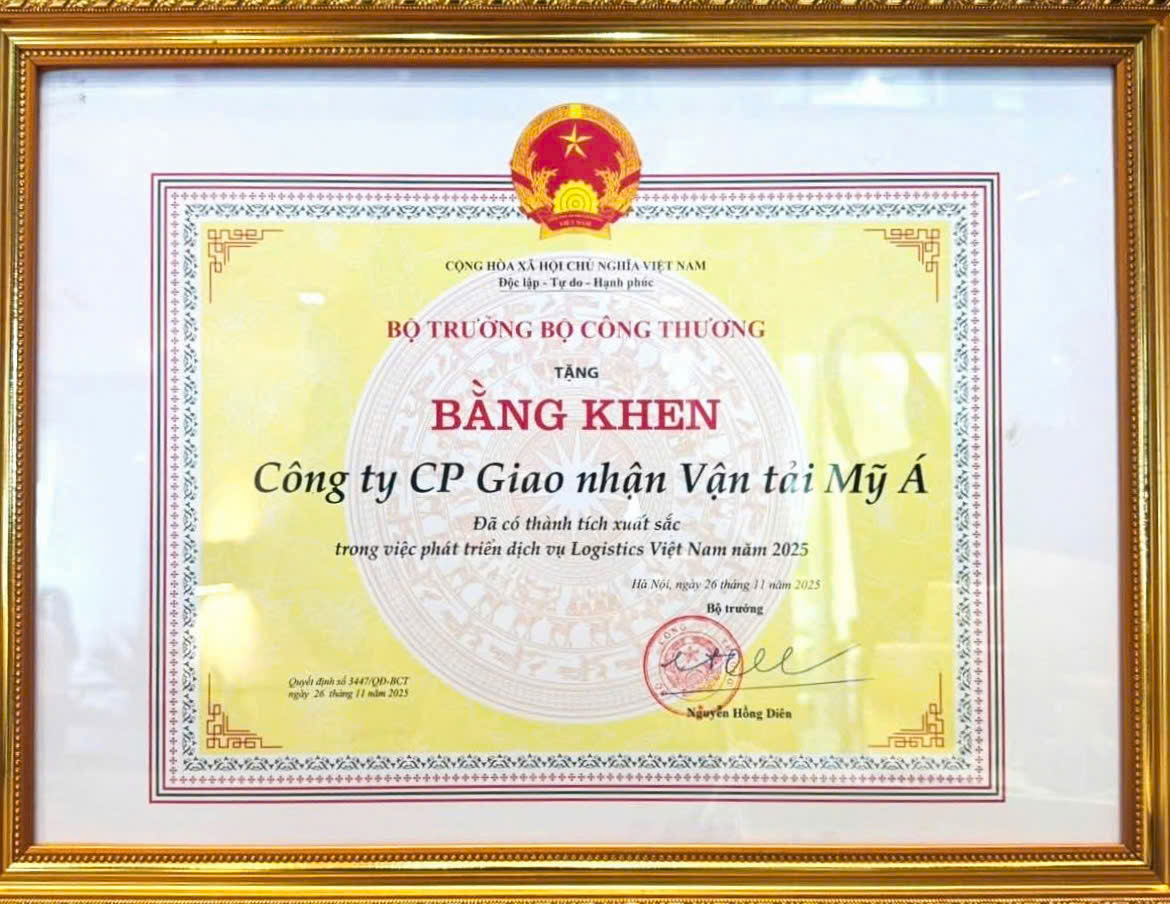 VIỆT NAM
CỘNG HÒA XÃ HỘI CHỦ NGHĨA VIỆT NAM
Độc lập - Tự do - Hạnh phúc
BỘ TRƯỞNG BỘ CÔNG THƯƠNG
TẶNG
BẰNG KHEN
Công ty CP Giao nhận Vận tải Mỹ Á
Đã có thành tích xuất sắc
trong việc phát triển dịch vụ Logistics Việt Nam năm 2025
Hà Nội, ngày 26 tháng 11 năm 2025
Bộ trưởng
CÔNG
Nguyễn Hồng Diên
Quyết định số 3447/QĐ-BCT
ngày 26 tháng 11 năm 2025